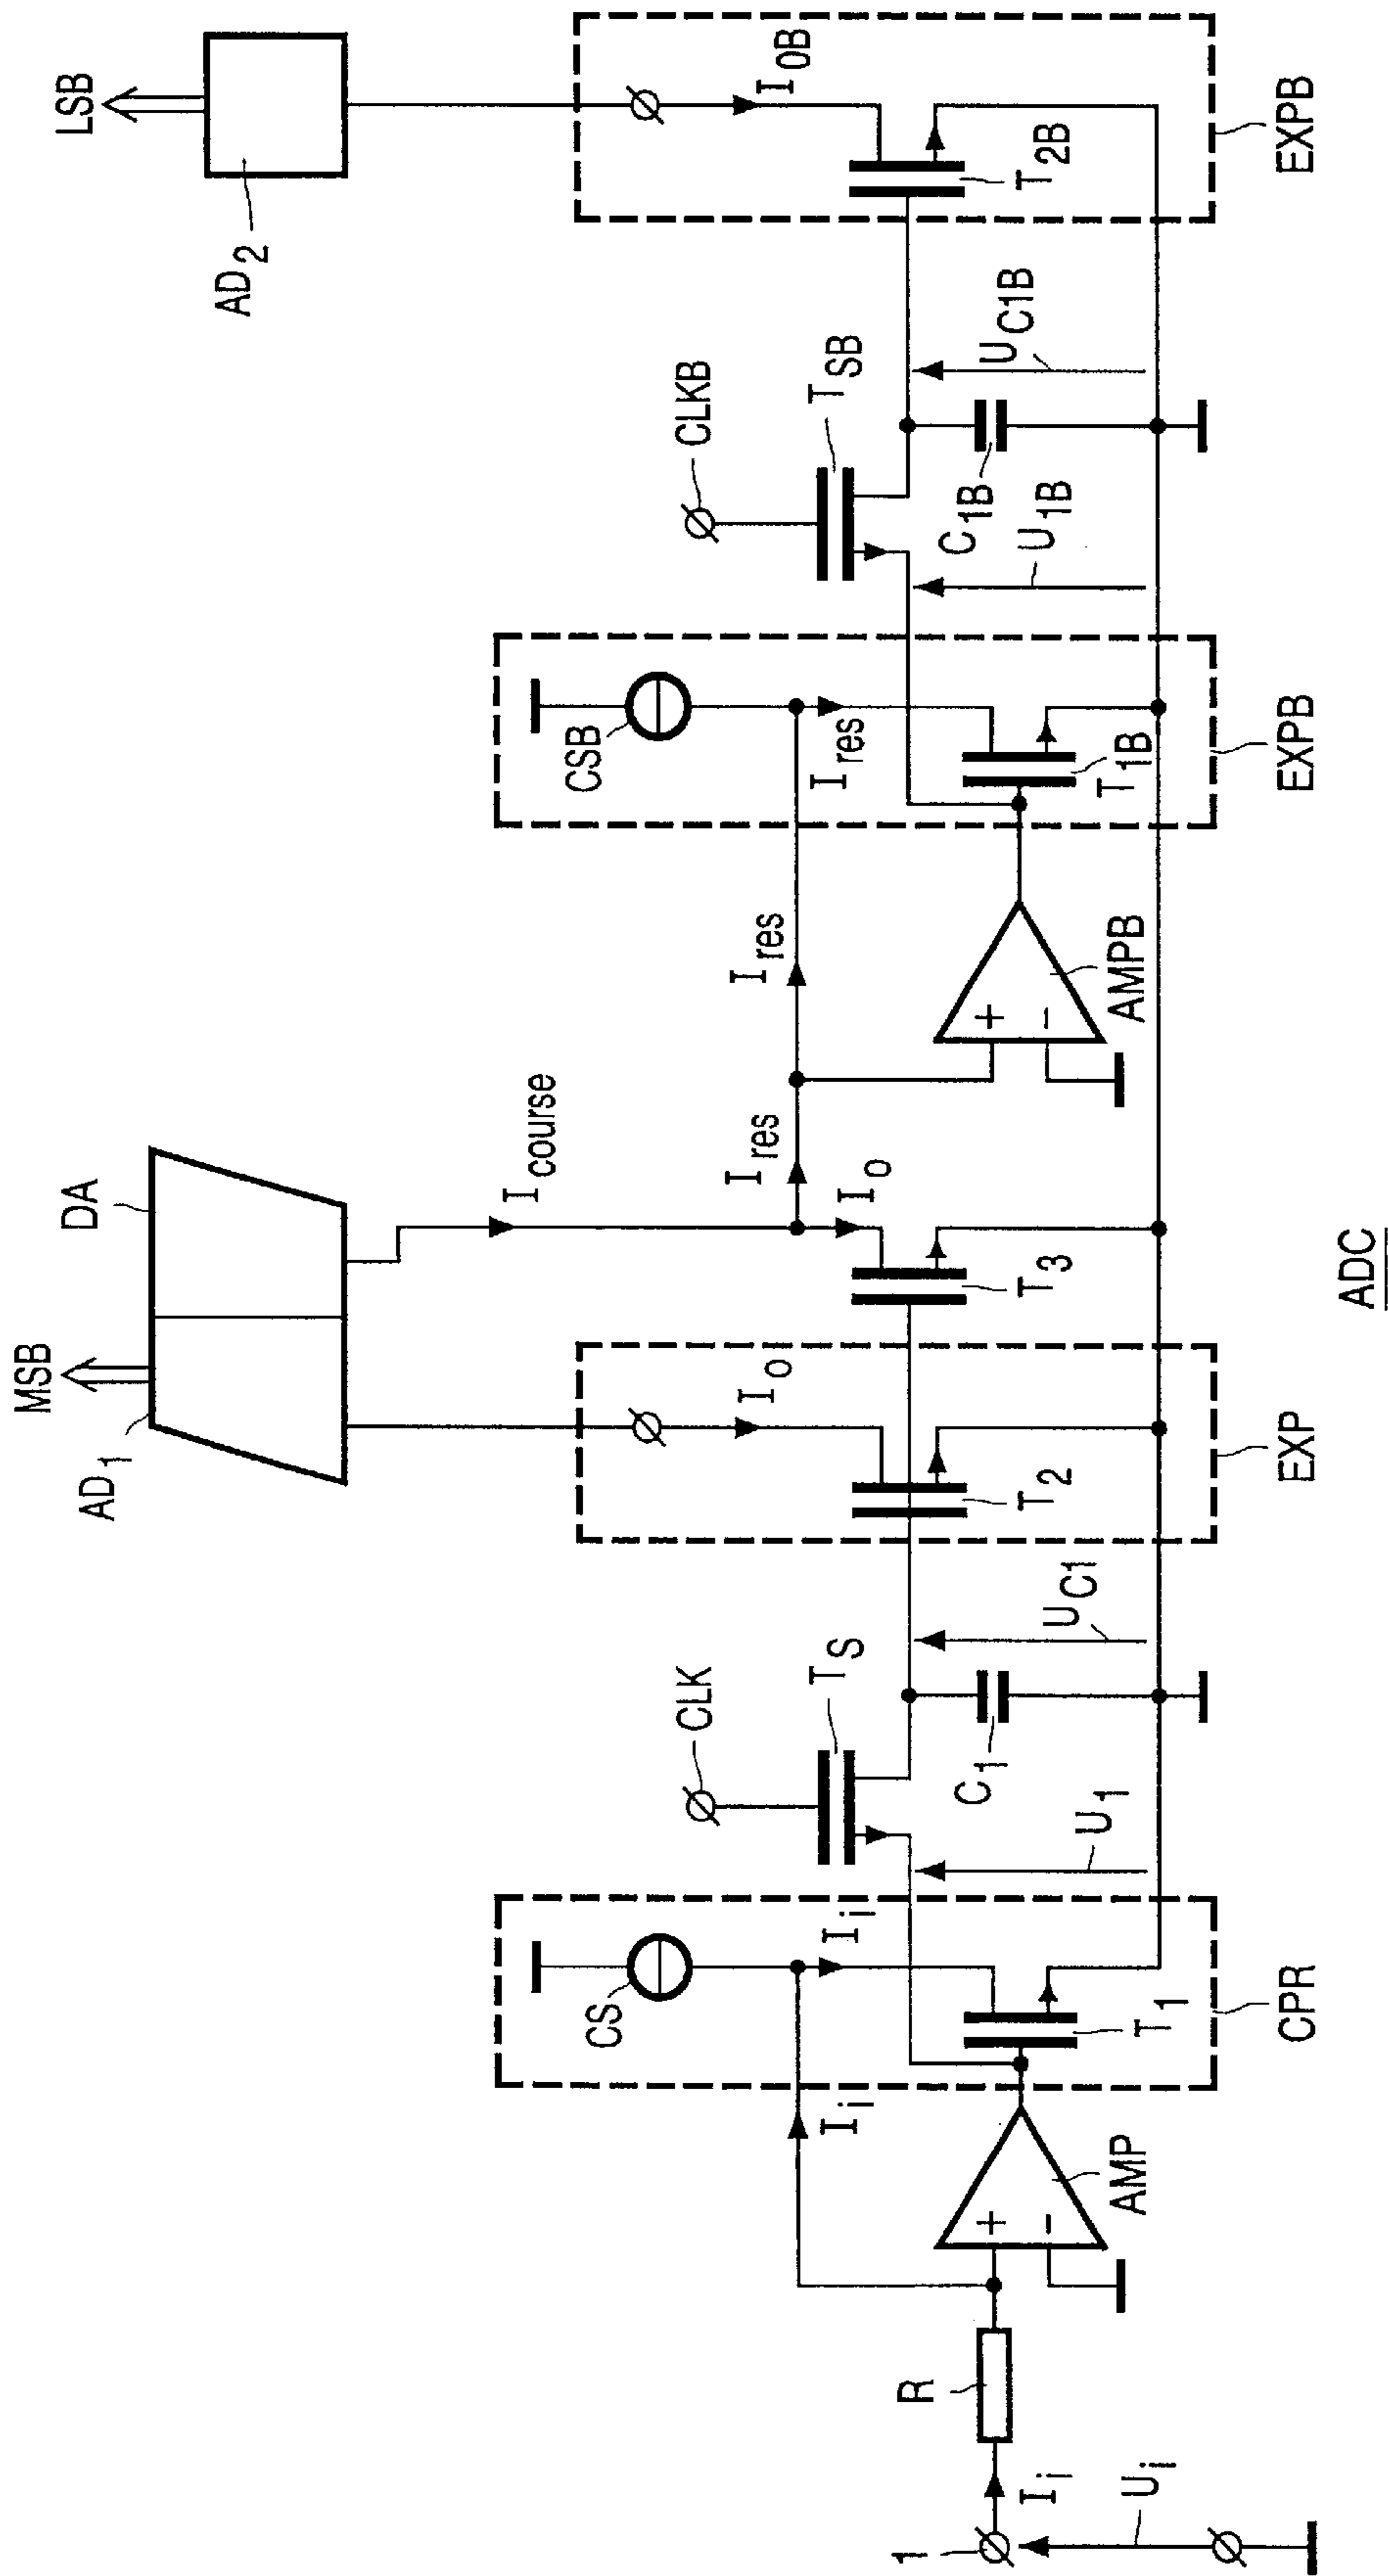 MSB
LSB
AD1
DA
AD2
Icourse
CLK
CLKB
TS
TSB
CS
CSB
Ii
Ii
Io
Ires
Io
Ires
Ires
I0B
1
Ii
Ui
R
AMP
T1
U1
C1
UC1
T2
T3
AMPB
T1B
U1B
C1B
UC1B
T2B
CPR
EXP
EXPB
EXPB
ADC